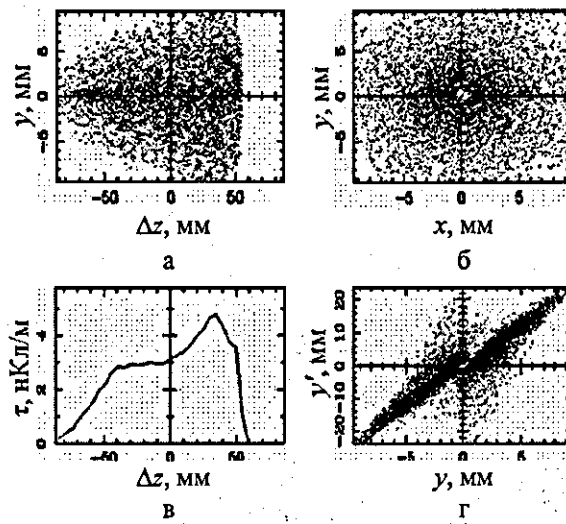 y, мм
5
0
−5
−50 0 50
Δz, мм
а
y, мм
5
0
−5
−5 0 5
x, мм
б
τ, нКл/м
.4
.2
0
−50 0 50
Δz, мм
в
y', мм
20
10
0
−10
−20
−5 0 5
y, мм
г